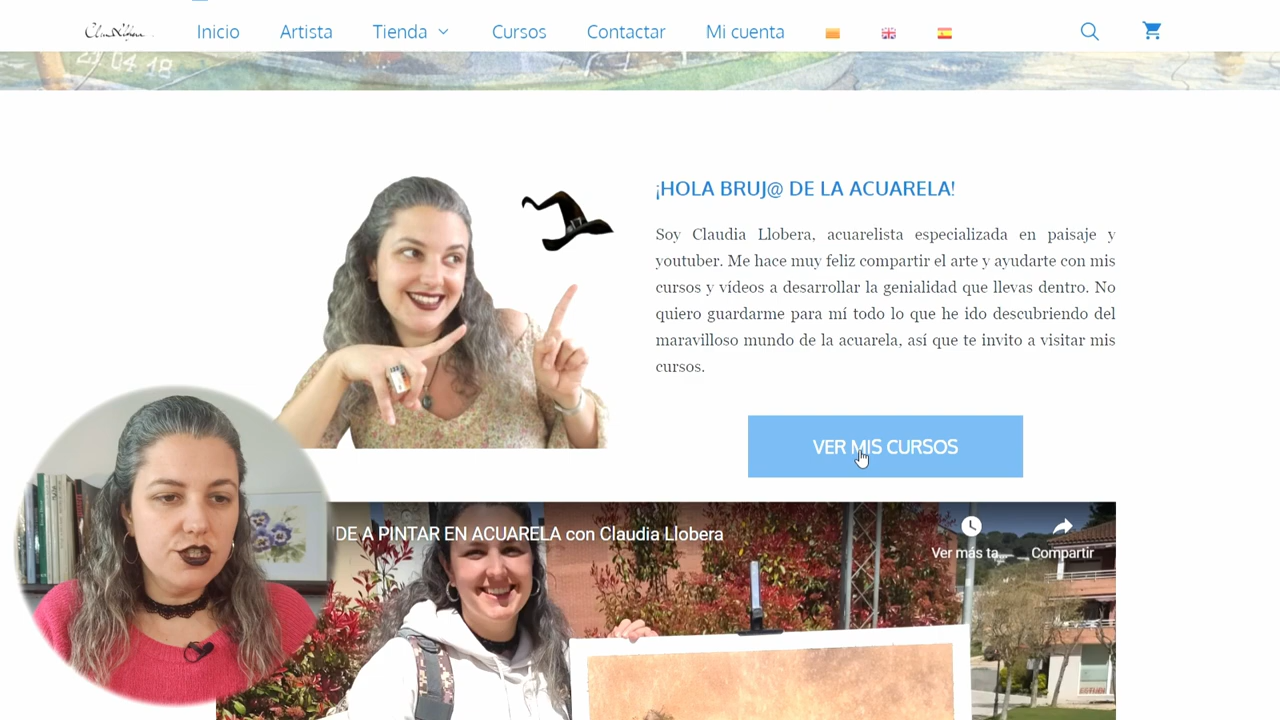 Inicio
Artista
Tienda
Cursos
Contactar
Mi cuenta
23.04.18
¡HOLA BRUJ@ DE LA ACUARELA!
Soy Claudia Llobera, acuarelista especializada en paisaje y
youtuber. Me hace muy feliz compartir el arte y ayudarte con mis
cursos y vídeos a desarrollar la genialidad que llevas dentro. No
quiero guardarme para mí todo lo que he ido descubriendo del
maravilloso mundo de la acuarela, así que te invito a visitar mis
cursos.
VER MIS CURSOS
DE A PINTAR EN ACUARELA con Claudia Llobera
Ver más ta...
Compartir